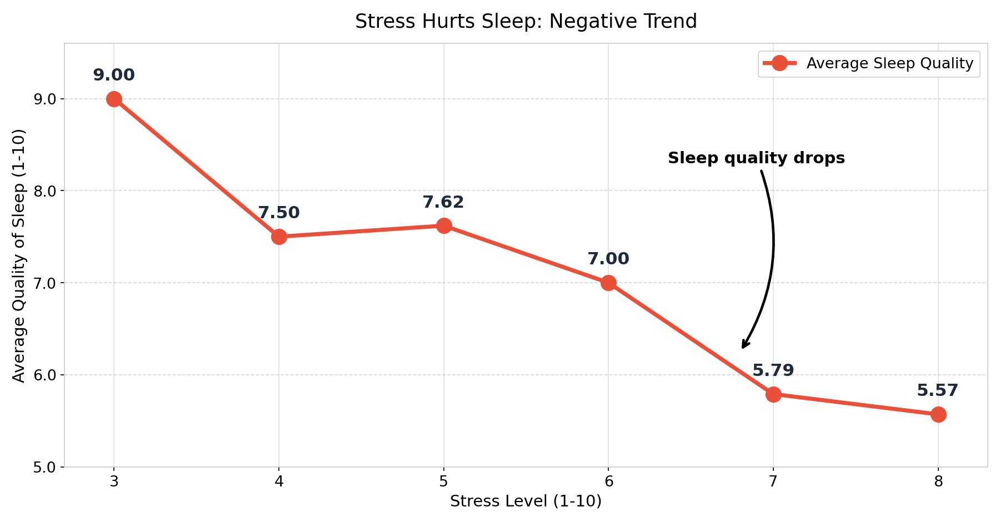 Stress Hurts Sleep: Negative Trend
Average Sleep Quality
9.00
7.50
7.62
7.00
5.79
5.57
Sleep quality drops
Average Quality of Sleep (1-10)
9.0
8.0
7.0
6.0
5.0
3 4 5 6 7 8
Stress Level (1-10)